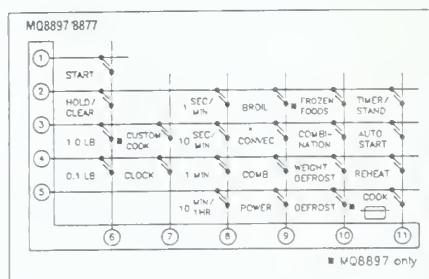 MQ8897 8877
1
START
2
HOLD/ CLEAR
1 SEC/ MIN
BROIL
■ FROZEN FOODS
TIMER/ STAND
3
1.0 LB
■ CUSTOM COOK
10 SEC/ MIN
CONVEC
COMBI- NATION
AUTO START
4
0.1 LB
CLOCK
1 MIN
COMB
WEIGHT DEFROST
REHEAT
5
10 MIN/ 1HR
POWER
DEFROST
■ COOK
6 7 8 9 10 11
■ MQ8897 only